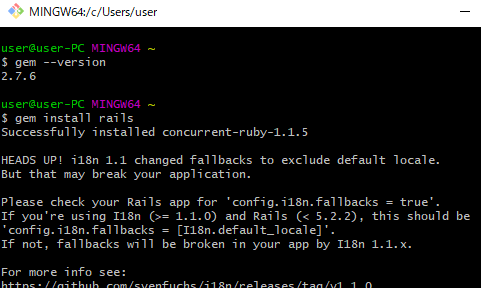 MINGW64:/c/Users/user
user@user-PC MINGW64 ~
$ gem --version
2.7.6
user@user-PC MINGW64 ~
$ gem install rails
Successfully installed concurrent-ruby-1.1.5
HEADS UP! i18n 1.1 changed fallbacks to exclude default locale.
But that may break your application.
Please check your Rails app for 'config.i18n.fallbacks = true'.
If you're using I18n (>= 1.1.0) and Rails (< 5.2.2), this should be
'config.i18n.fallbacks = [I18n.default_locale]'.
If not, fallbacks will be broken in your app by I18n 1.1.x.
For more info see:
https://github.com/svenfuchs/i18n/releases/tag/v1.1.0